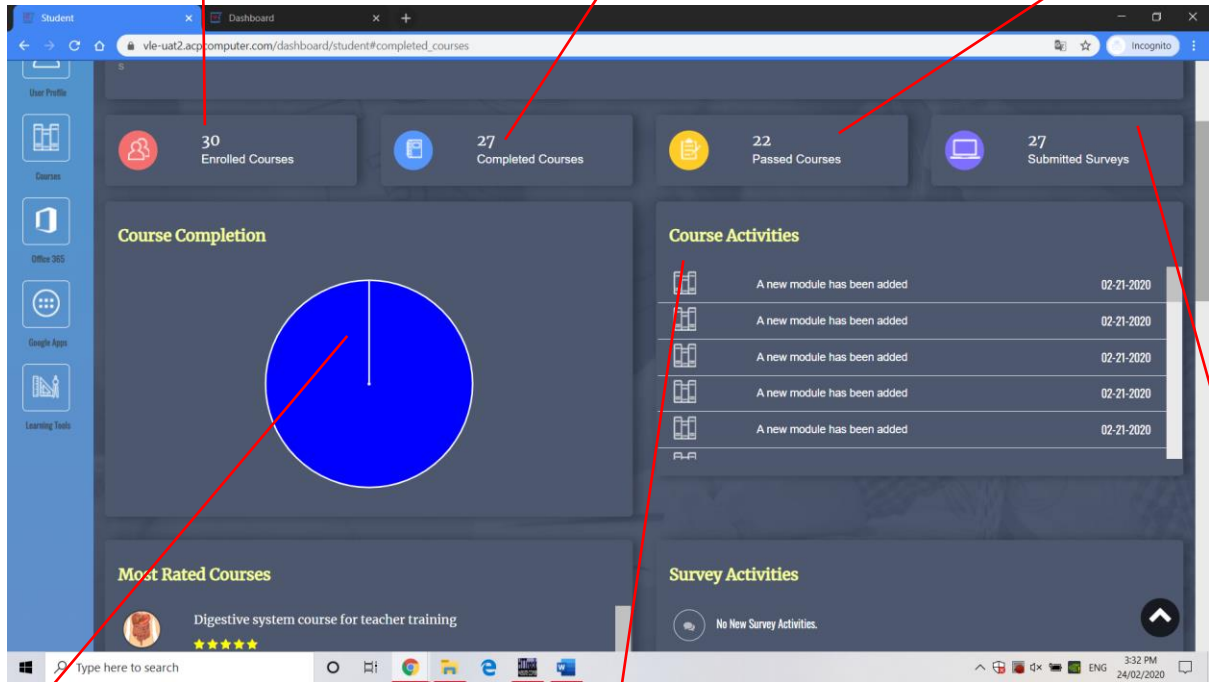 Student
Dashboard
vle-uat2.acpcomputer.com/dashboard/student#completed_courses
Incognito
s
User Profile
Courses
Office 365
Google Apps
Learning Tools
30
Enrolled Courses
27
Completed Courses
22
Passed Courses
27
Submitted Surveys
Course Completion
Course Activities
A new module has been added 02-21-2020
A new module has been added 02-21-2020
A new module has been added 02-21-2020
A new module has been added 02-21-2020
A new module has been added 02-21-2020
Most Rated Courses
Digestive system course for teacher training
Survey Activities
No New Survey Activities.
Type here to search
ENG
3:32 PM
24/02/2020